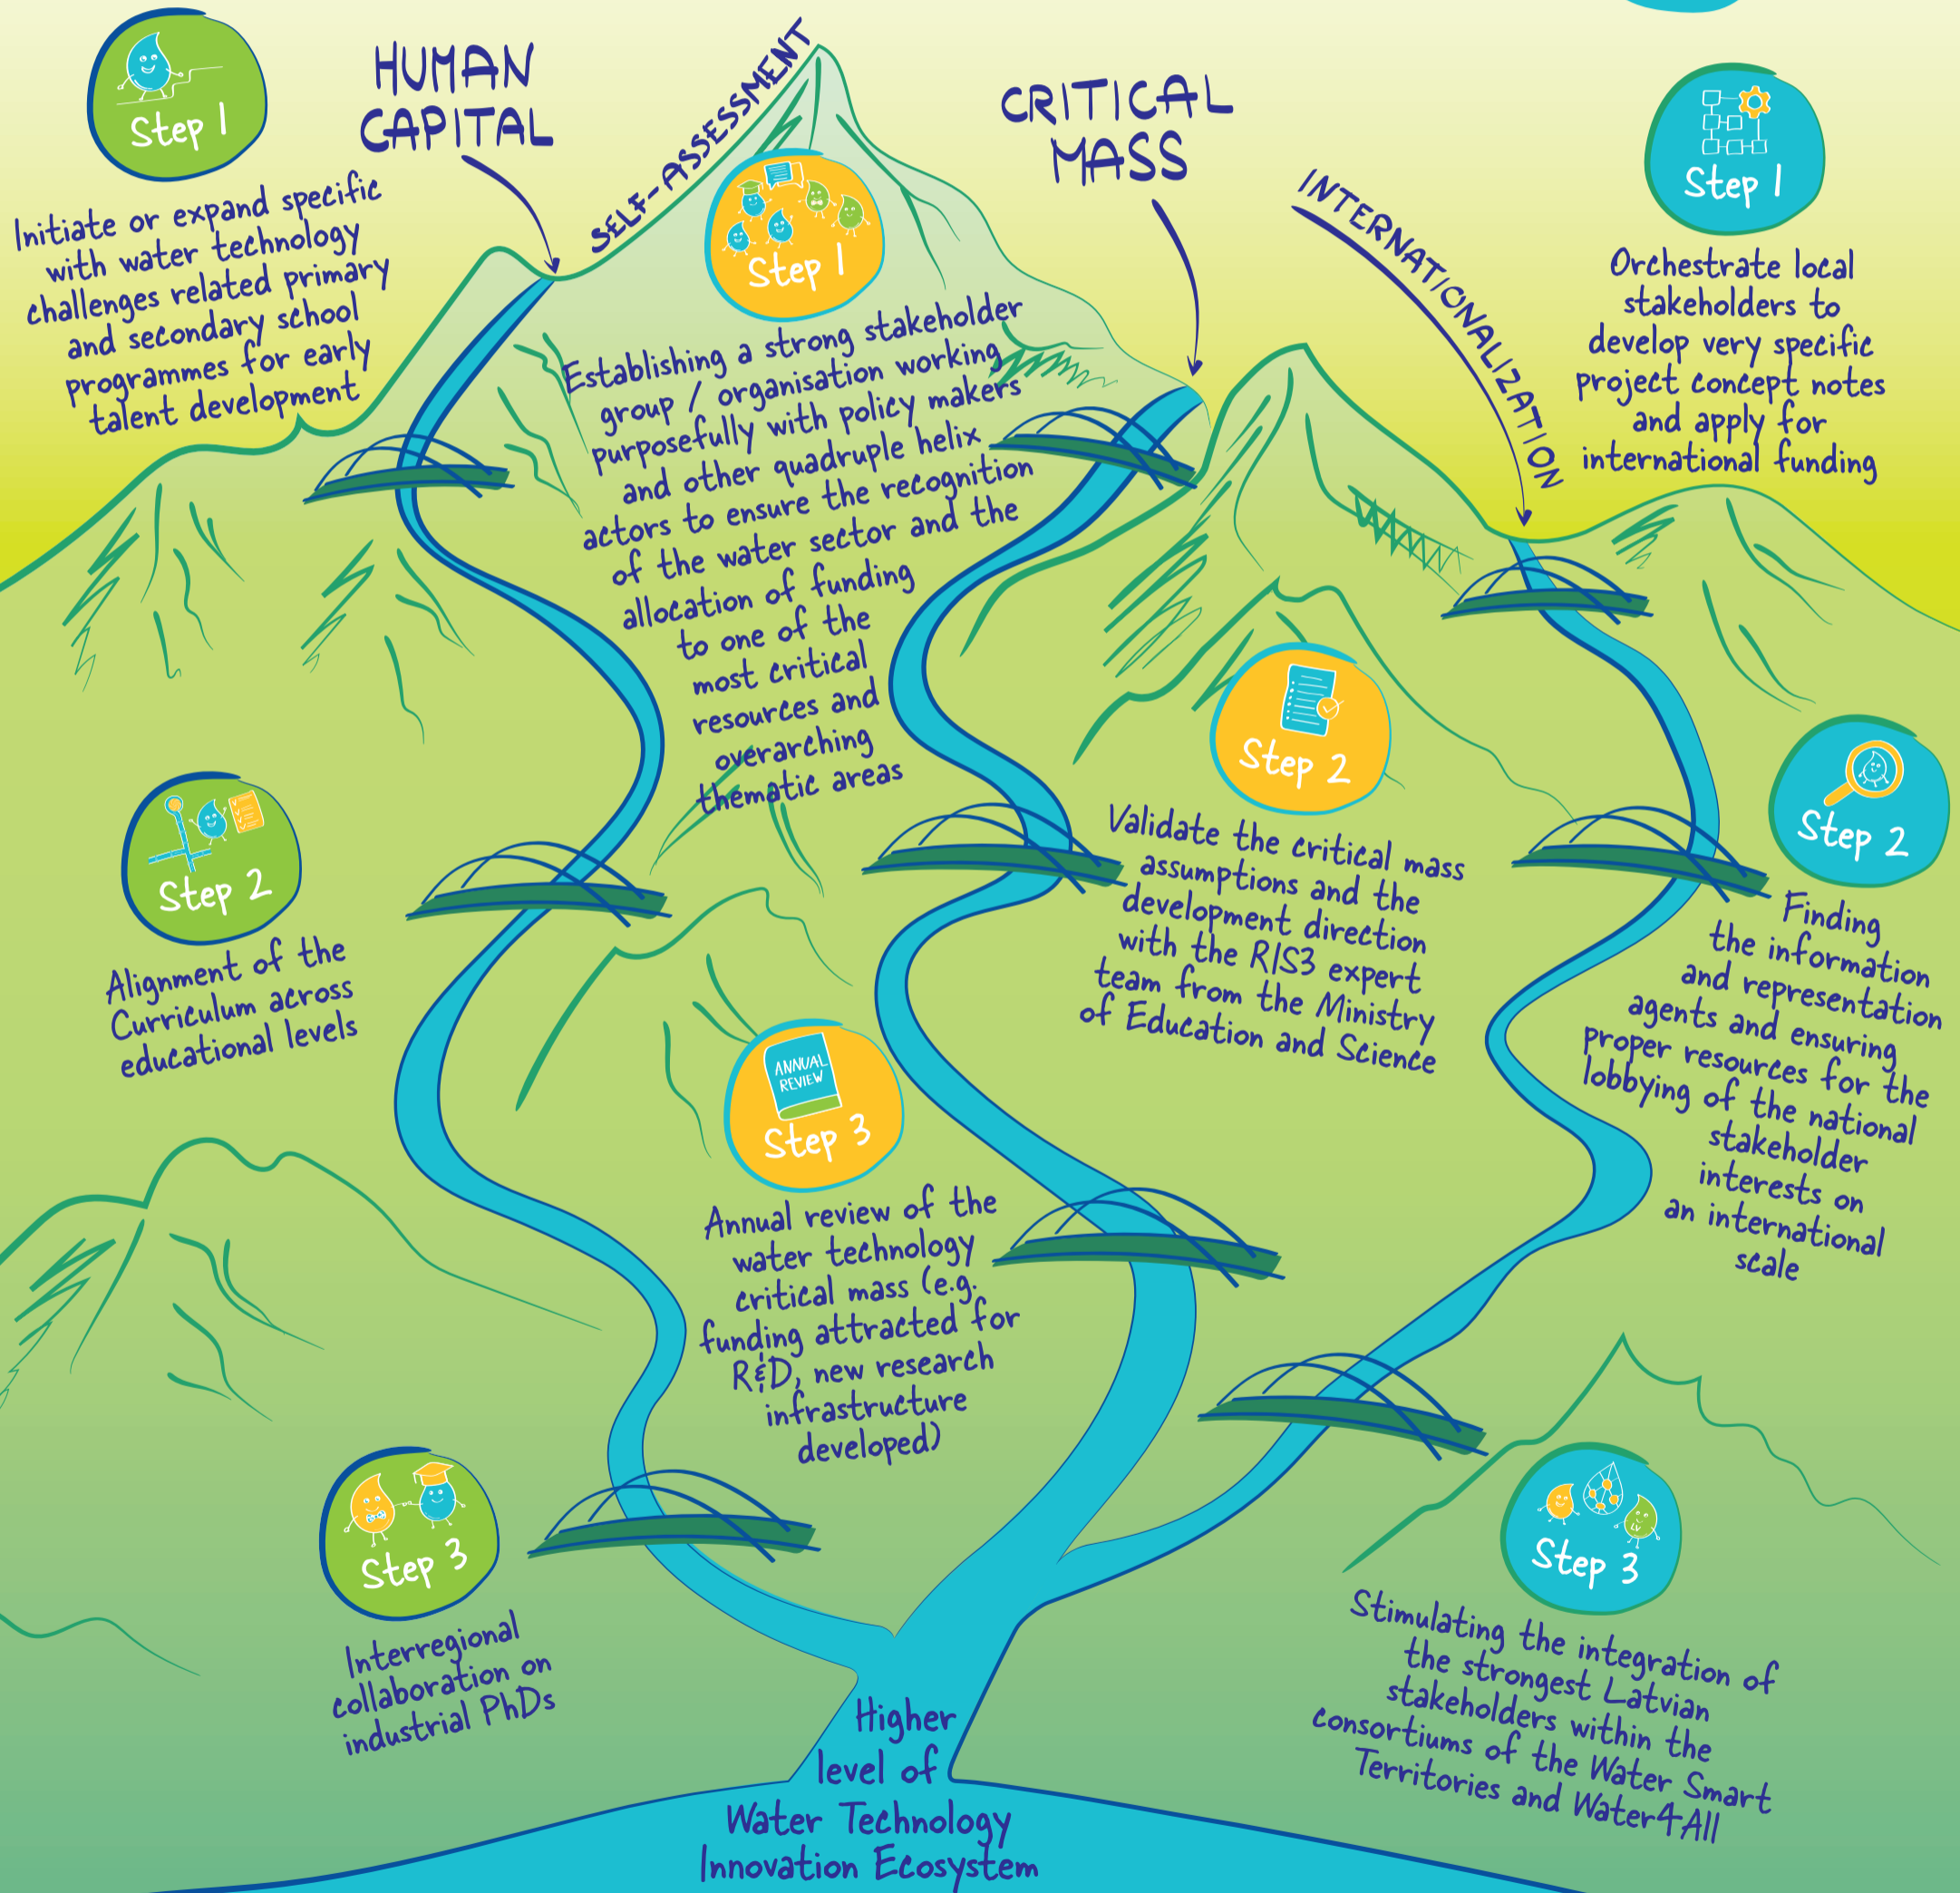 HUMAN
CAPITAL
Step 1
Initiate or expand specific
with water technology
challenges related primary
and secondary school
programmes for early
talent development
Step 2
Alignment of the
Curriculum across
educational levels
Step 3
Interregional
collaboration on
industrial PhDs
SELF-ASSESSMENT
CRITICAL
MASS
Step 1
Establishing a strong stakeholder
group / organisation working
purposefully with policy makers
and other quadruple helix
actors to ensure the recognition
of the water sector and the
allocation of funding
to one of the
most critical
resources and
overarching
thematic areas
Step 2
Validate the critical mass
assumptions and the
development direction
with the RIS3 expert
team from the Ministry
of Education and Science
ANNUAL
REVIEW
Step 3
Annual review of the
water technology
critical mass (e.g.
funding attracted for
R&D, new research
infrastructure
developed)
INTERNATIONALIZATION
Step 1
Orchestrate local
stakeholders to
develop very specific
project concept notes
and apply for
international funding
Step 2
Finding
the information
and representation
agents and ensuring
proper resources for the
lobbying of the national
stakeholder
interests on
an international
scale
LV
Step 3
Stimulating the integration of
the strongest Latvian
stakeholders within the
consortiums of the Water Smart
Territories and Water4All
Higher
level of
Water Technology
Innovation Ecosystem